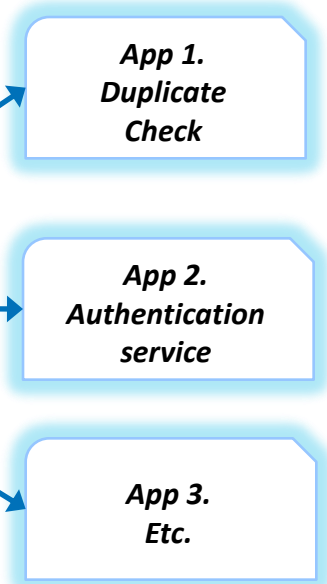 App 1.
Duplicate
Check
App 2.
Authentication
service
App 3.
Etc.